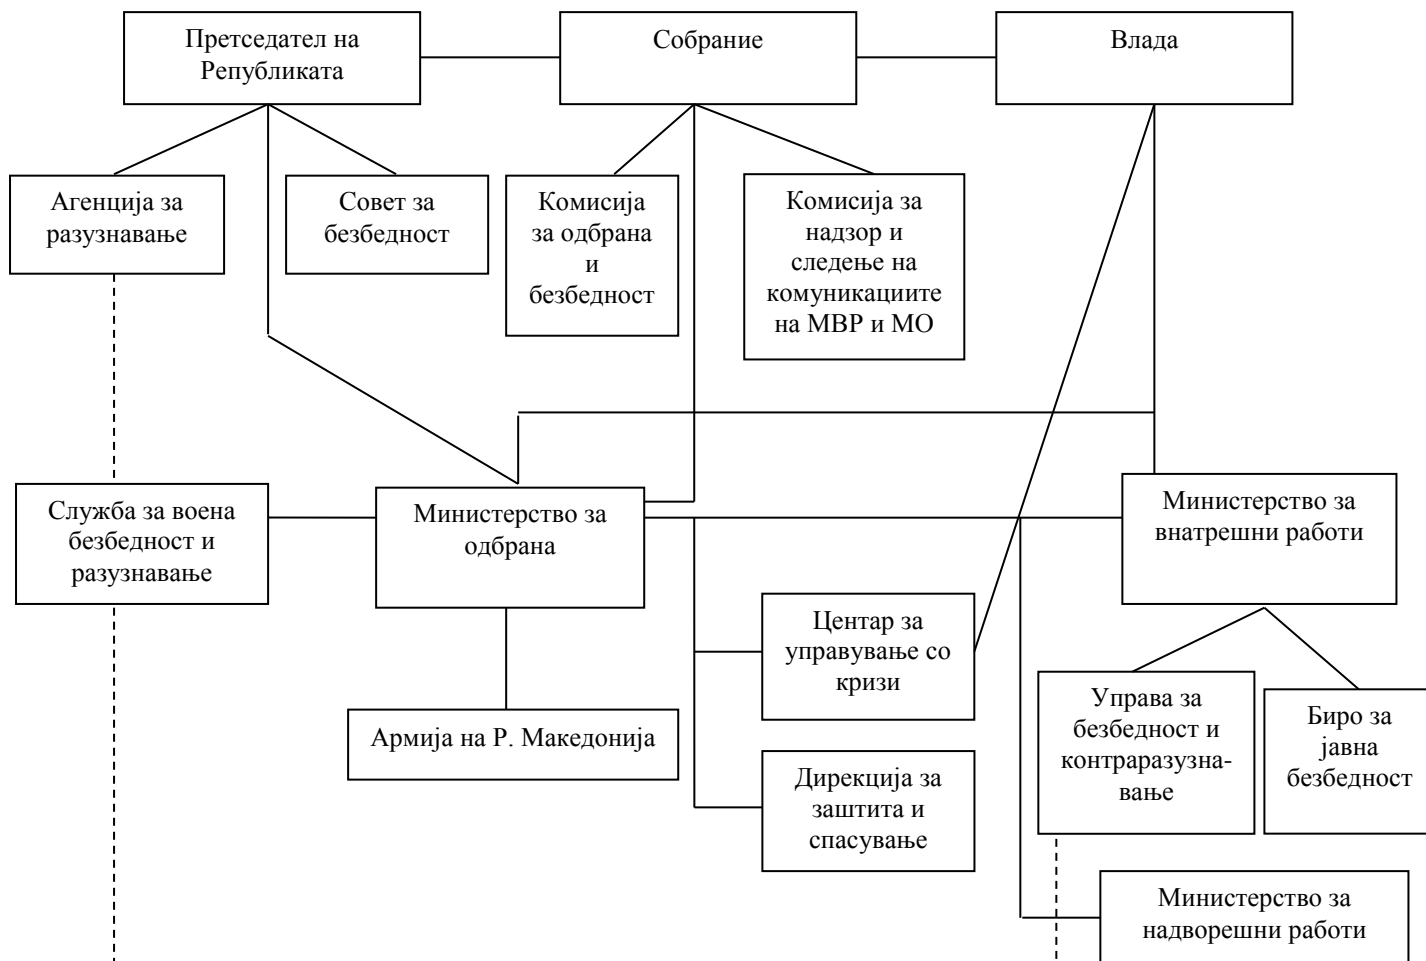 Претседател на
Републиката
Собрание
Влада
Агенција за
разузнавање
Совет за
безбедност
Комисија
за одбрана
и
безбедност
Комисија за
надзор и
следење на
комуникациите
на МВР и МО
Служба за воена
безбедност и
разузнавање
Министерство за
одбрана
Министерство за
внатрешни работи
Центар за
управување со
кризи
Армија на Р. Македонија
Управа за
безбедност и
контраразузна-
вање
Биро за
јавна
безбедност
Дирекција за
заштита и
спасување
Министерство за
надворешни работи